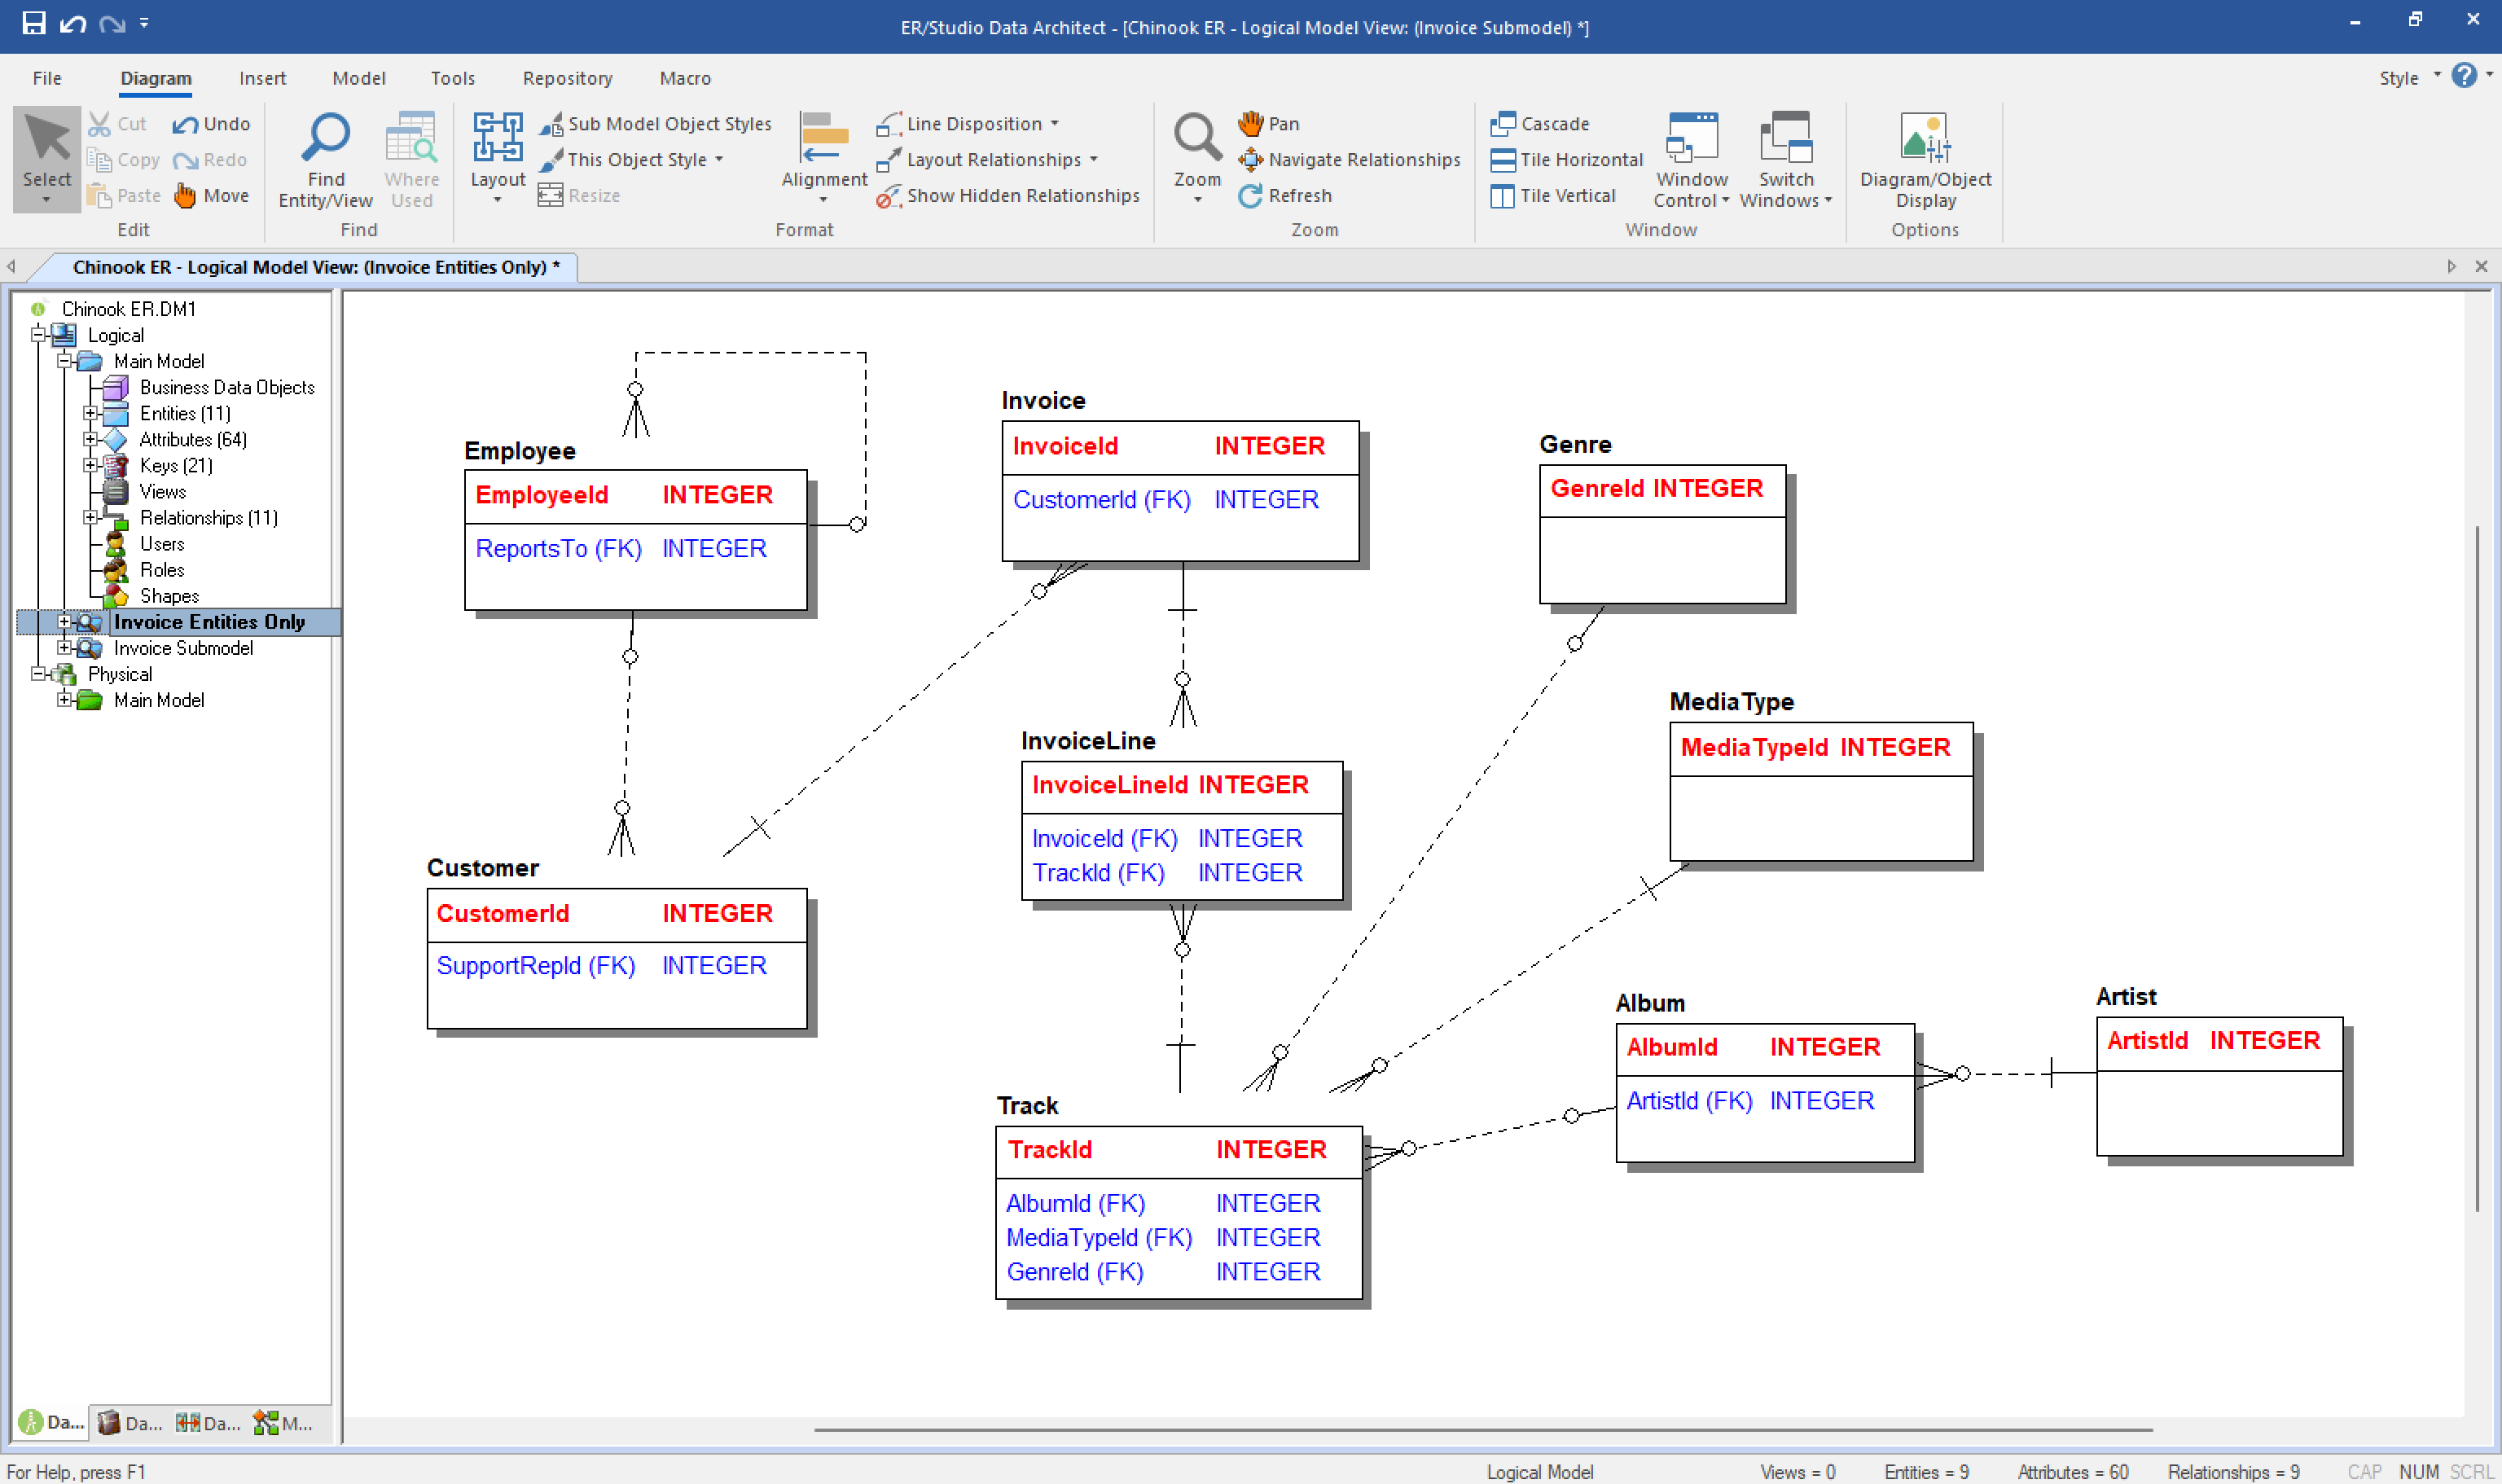 ER/Studio Data Architect - [Chinook ER - Logical Model View: (Invoice Submodel) *]
File Diagram Insert Model Tools Repository Macro Style
Select
Cut
Copy
Paste
Undo
Redo
Move
Edit
Find Entity/View
Where Used
Find
Layout
Sub Model Object Styles
This Object Style
Resize
Alignment
Line Disposition
Layout Relationships
Show Hidden Relationships
Format
Zoom
Pan
Navigate Relationships
Refresh
Zoom
Cascade
Tile Horizontal
Tile Vertical
Window Control
Switch Windows
Window
Diagram/Object Display
Options
Chinook ER - Logical Model View: (Invoice Entities Only) *
Chinook ER.DM1
Logical
Main Model
Business Data Objects
Entities (11)
Attributes (64)
Keys (21)
Views
Relationships (11)
Users
Roles
Shapes
Invoice Entities Only
Invoice Submodel
Physical
Main Model
Da...
Da...
Da...
M...
Employee
EmployeeId INTEGER
ReportsTo (FK) INTEGER
Invoice
InvoiceId INTEGER
CustomerId (FK) INTEGER
Genre
GenreId INTEGER
MediaType
MediaTypeId INTEGER
InvoiceLine
InvoiceLineId INTEGER
InvoiceId (FK) INTEGER
TrackId (FK) INTEGER
Customer
CustomerId INTEGER
SupportRepId (FK) INTEGER
Album
AlbumId INTEGER
ArtistId (FK) INTEGER
Artist
ArtistId INTEGER
Track
TrackId INTEGER
AlbumId (FK) INTEGER
MediaTypeId (FK) INTEGER
GenreId (FK) INTEGER
For Help, press F1
Logical Model
Views = 0
Entities = 9
Attributes = 60
Relationships = 9
CAP NUM SCRL